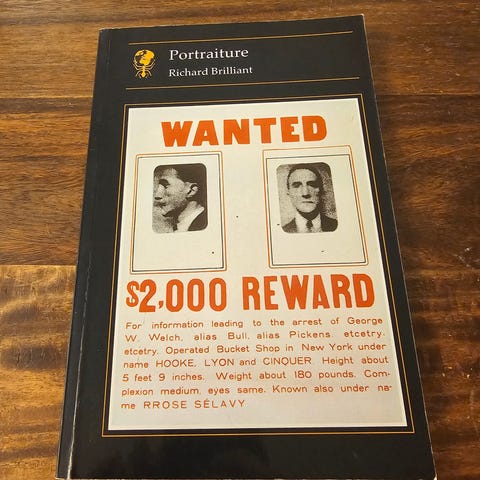 Portraiture
Richard Brilliant
WANTED
$2,000 REWARD
For information leading to the arrest of George
W. Welch, alias Bull, alias Pickens. etcetry,
etcetry. Operated Bucket Shop in New York under
name HOOKE, LYON and CINQUER. Height about
5 feet 9 inches. Weight about 180 pounds. Com-
plexion medium, eyes same. Known also under na-
me RROSE SÉLAVY